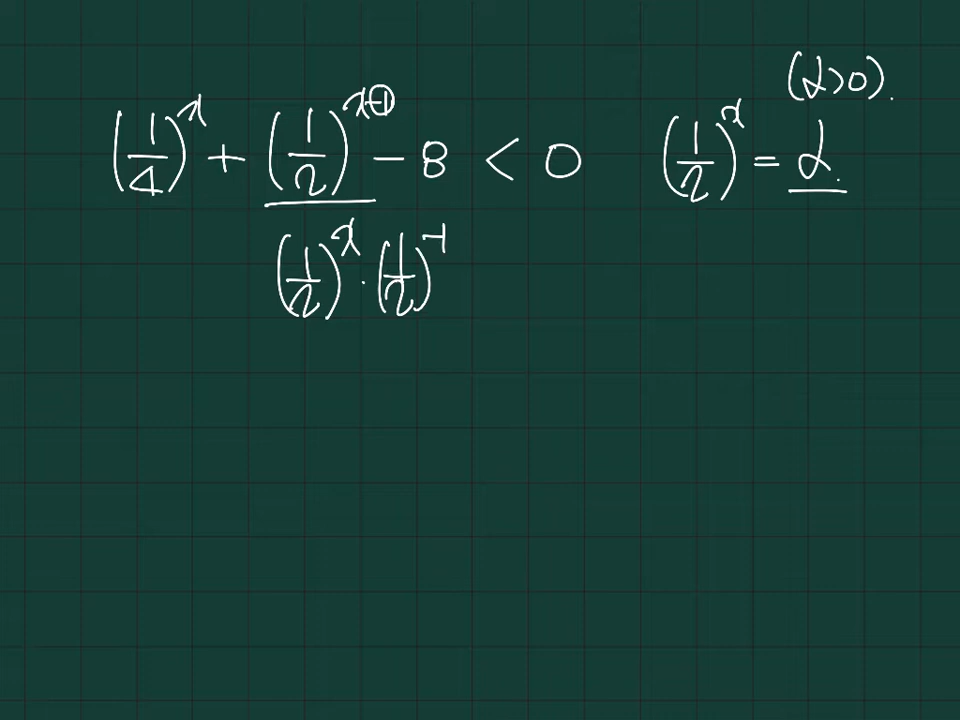 (α>0).
(1/4)^x + (1/2)^(x-1) - 8 < 0 (1/2)^x = α.
(1/2)^x · (1/2)^-1